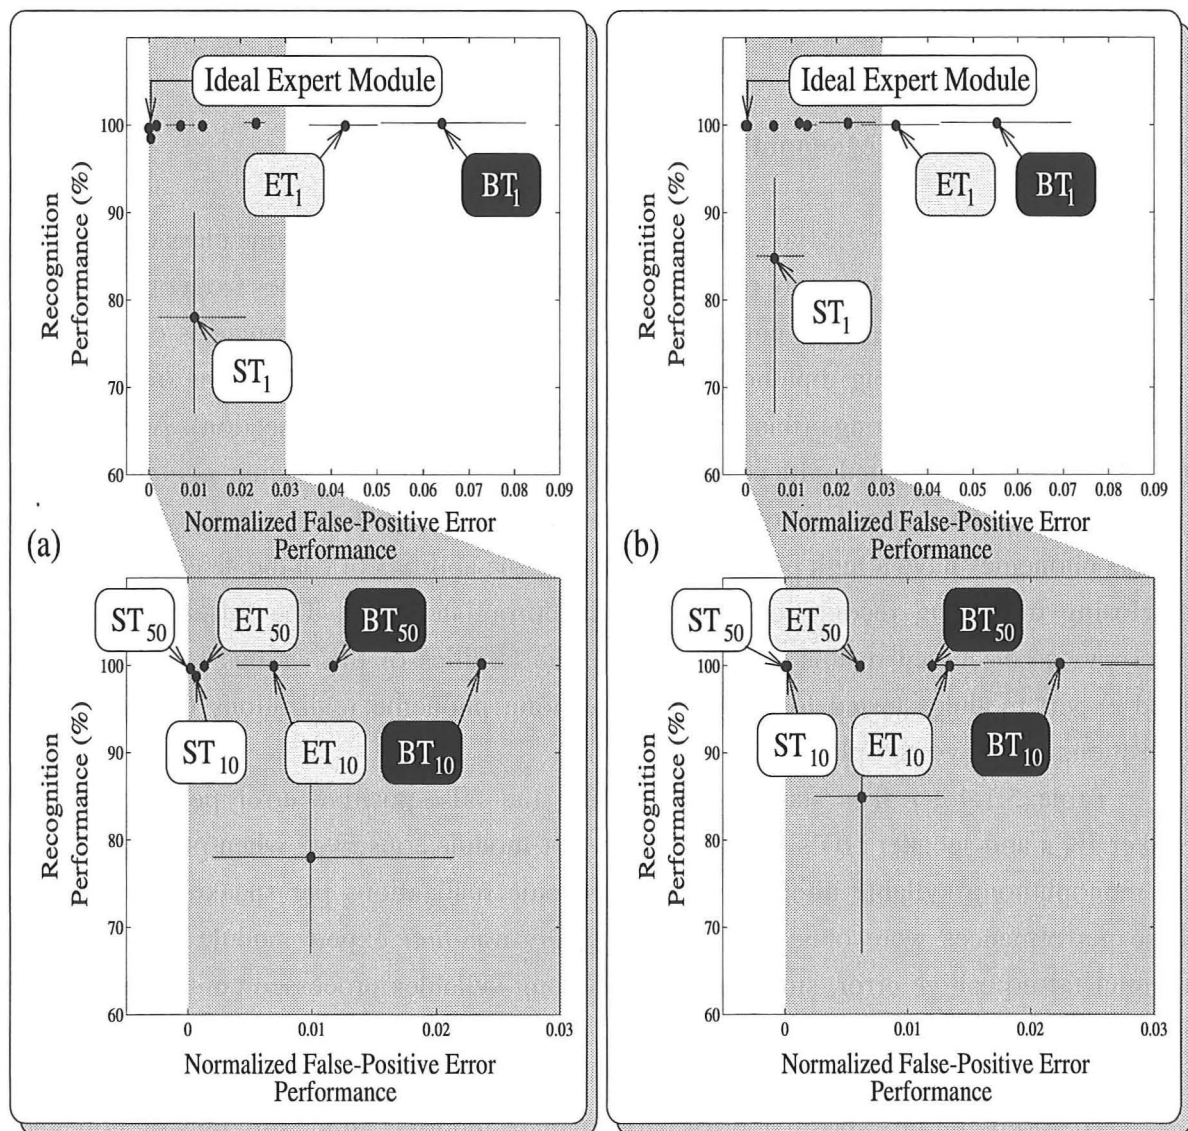 (a)
Recognition
Performance (%)
100
90
80
70
60
Ideal Expert Module
ET1
BT1
ST1
0 0.01 0.02 0.03 0.04 0.05 0.06 0.07 0.08 0.09
Normalized False-Positive Error
Performance
Recognition
Performance (%)
100
90
80
70
60
ST50
ET50
BT50
ST10
ET10
BT10
0 0.01 0.02 0.03
Normalized False-Positive Error
Performance
(b)
Recognition
Performance (%)
100
90
80
70
60
Ideal Expert Module
ET1
BT1
ST1
0 0.01 0.02 0.03 0.04 0.05 0.06 0.07 0.08 0.09
Normalized False-Positive Error
Performance
Recognition
Performance (%)
100
90
80
70
60
ST50
ET50
BT50
ST10
ET10
BT10
0 0.01 0.02 0.03
Normalized False-Positive Error
Performance